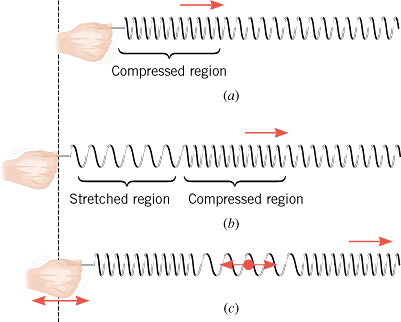 Compressed region
(a)
Stretched region Compressed region
(b)
(c)